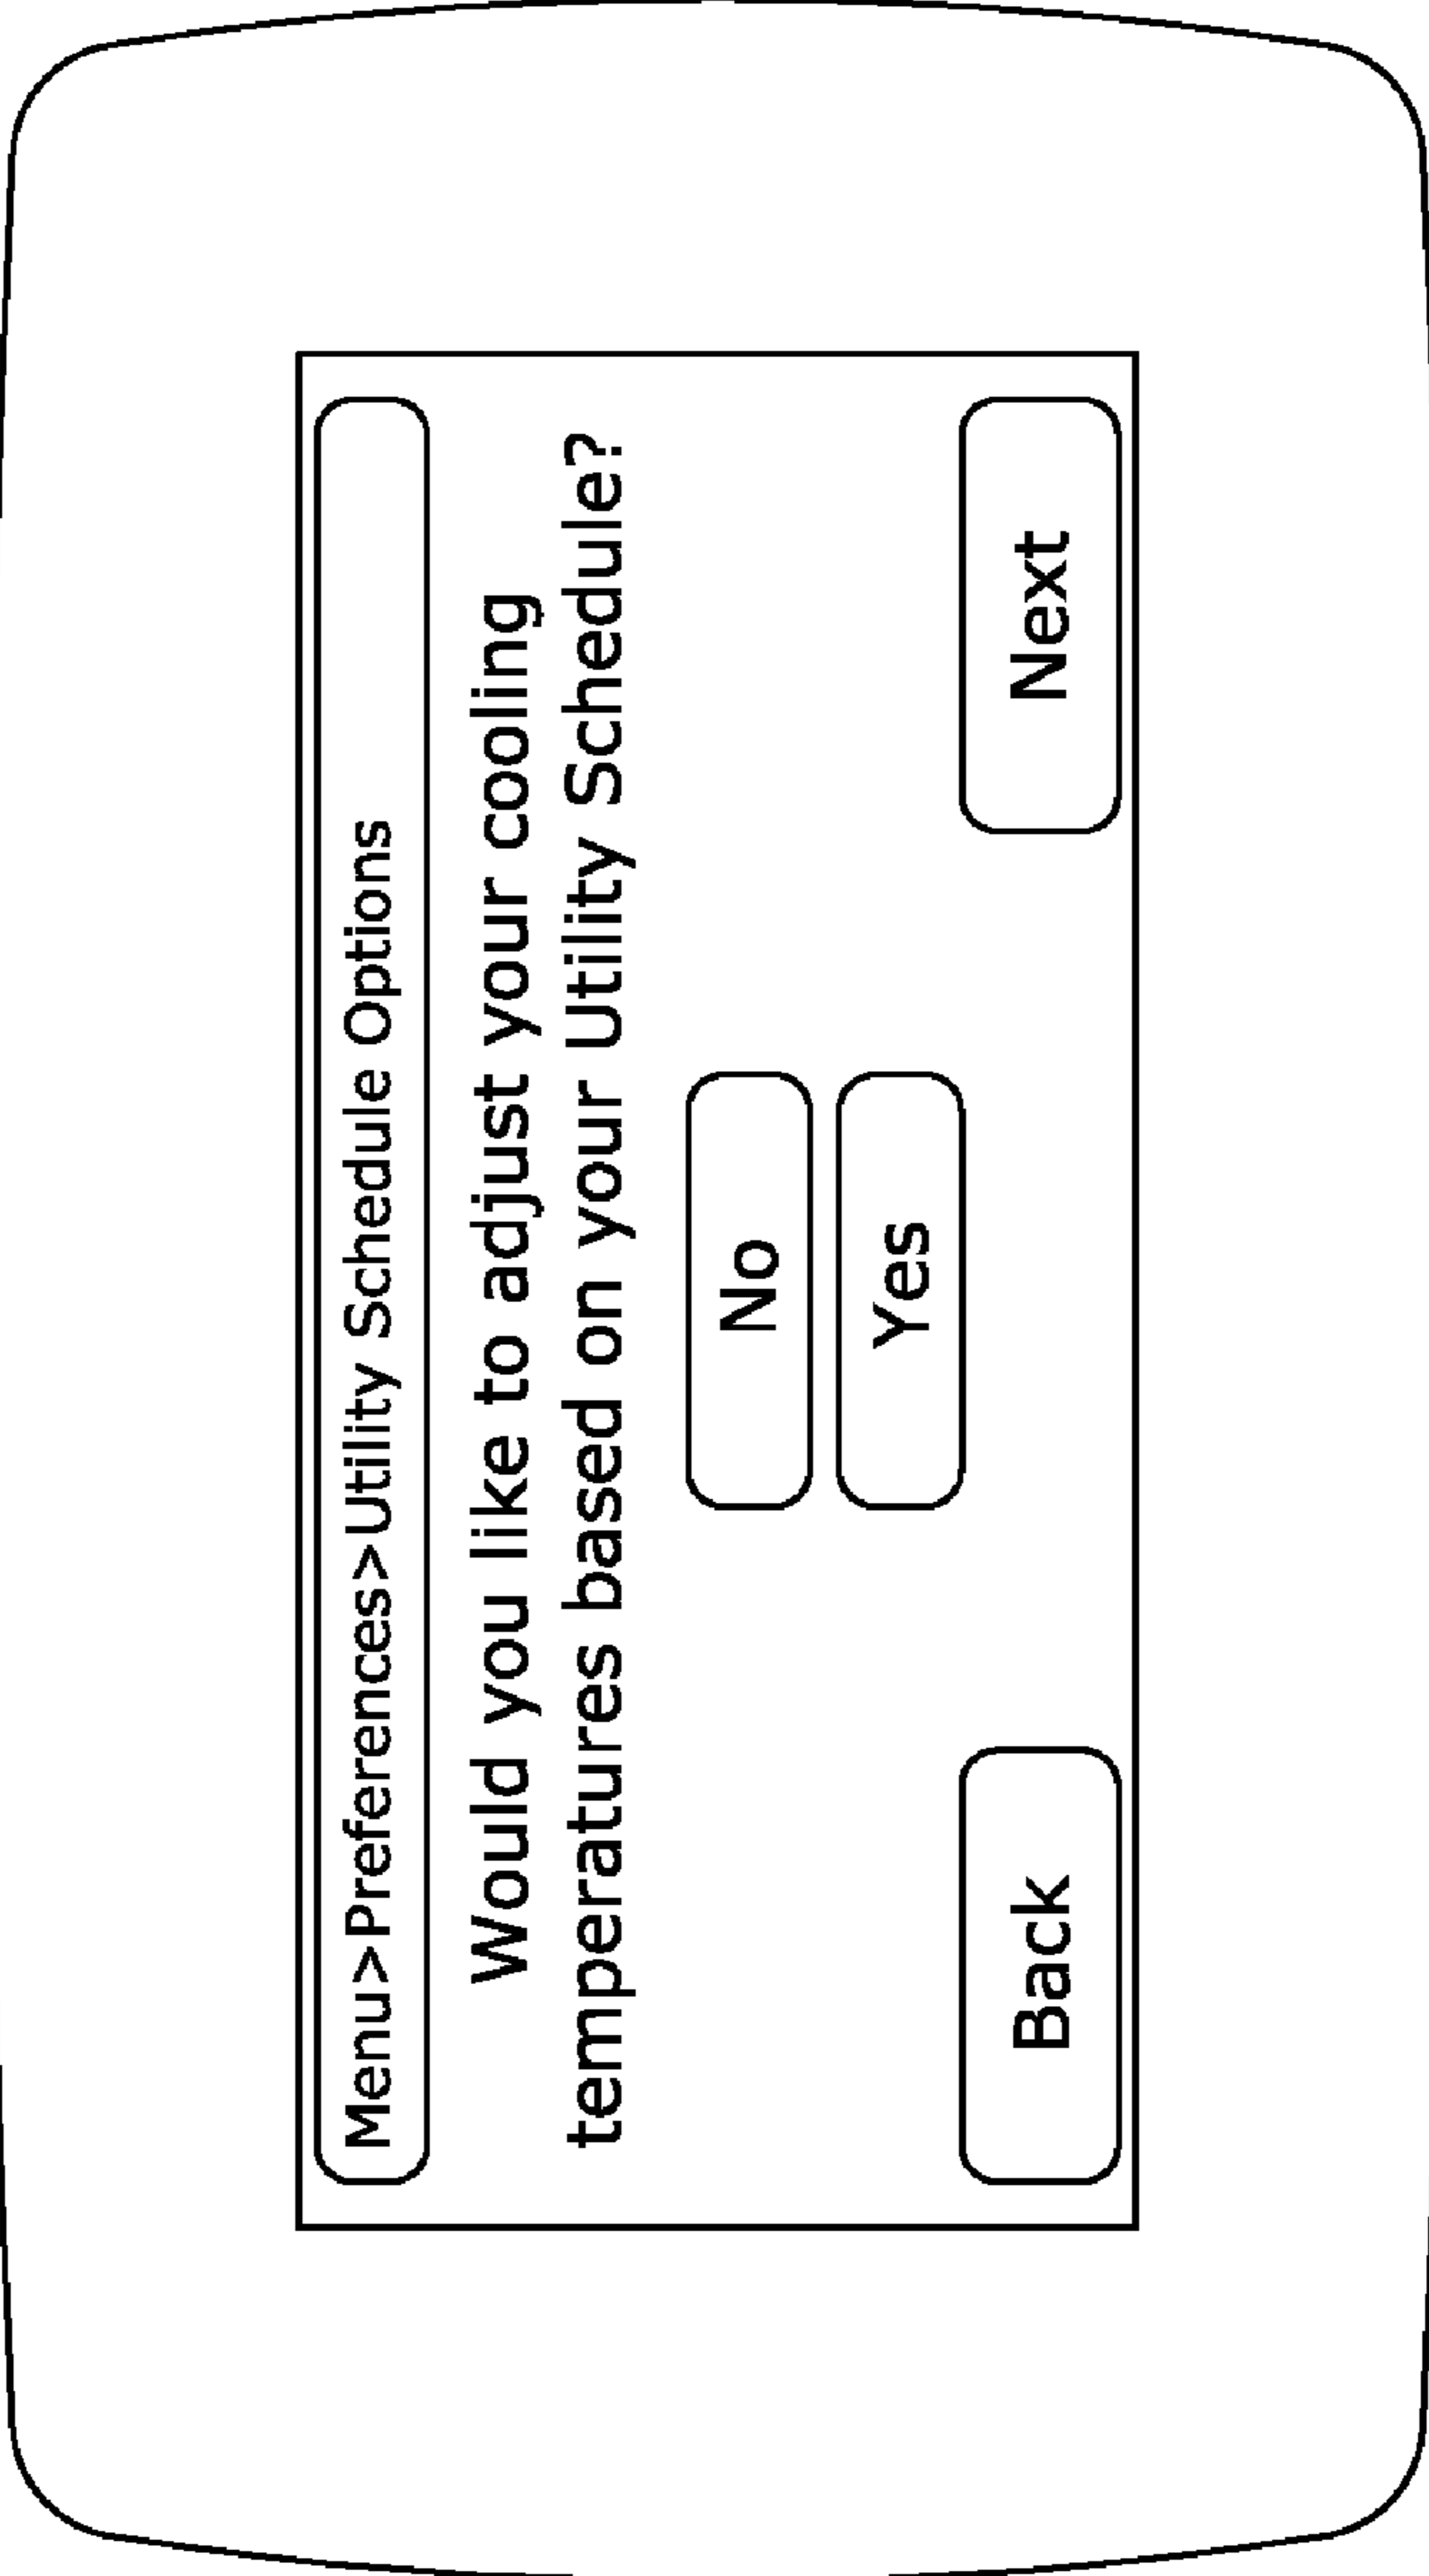 Menu>Preferences>Utility Schedule Options
Would you like to adjust your cooling
temperatures based on your Utility Schedule?
No
Yes
Back
Next